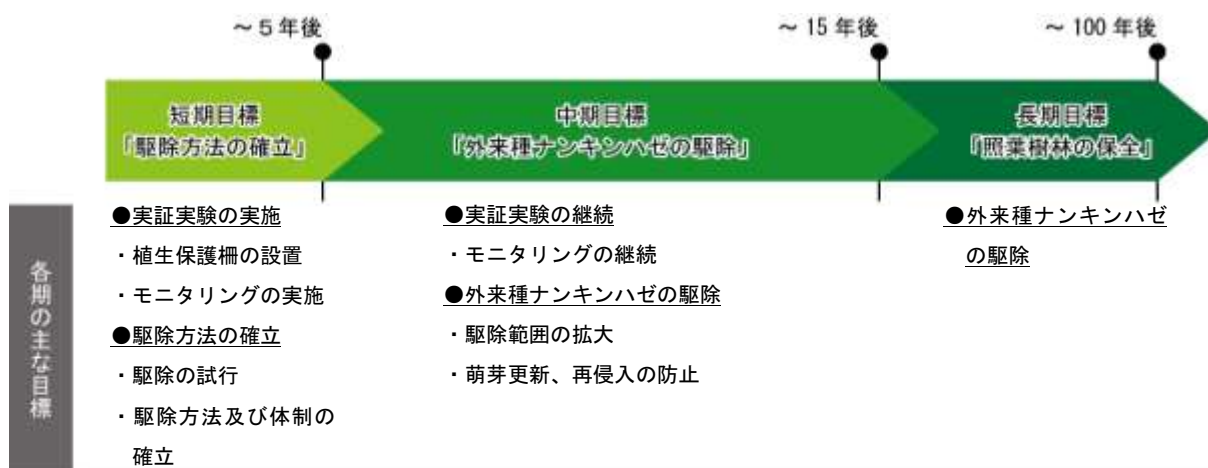 ～５年後
～ 15 年後
～ 100 年後
短期目標
「駆除方法の確立」
中期目標
「外来種ナンキンハゼの駆除」
長期目標
「照葉樹林の保全」
各期の主な目標
●実証実験の実施
・植生保護柵の設置
・モニタリングの実施
●駆除方法の確立
・駆除の試行
・駆除方法及び体制の
確立
●実証実験の継続
・モニタリングの継続
●外来種ナンキンハゼの駆除
・駆除範囲の拡大
・萌芽更新、再侵入の防止
●外来種ナンキンハゼ
の駆除